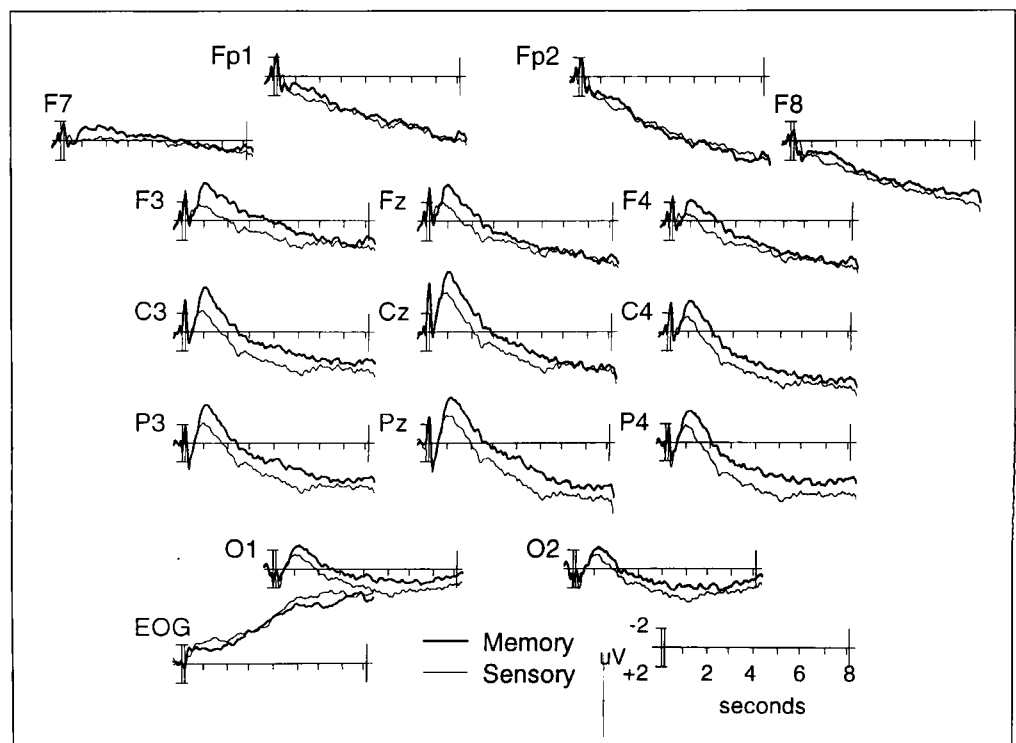 Fp1
Fp2
F7
F8
F3
Fz
F4
C3
Cz
C4
P3
Pz
P4
O1
O2
EOG
Memory
Sensory
-2
µV
+2
2 4 6 8
seconds